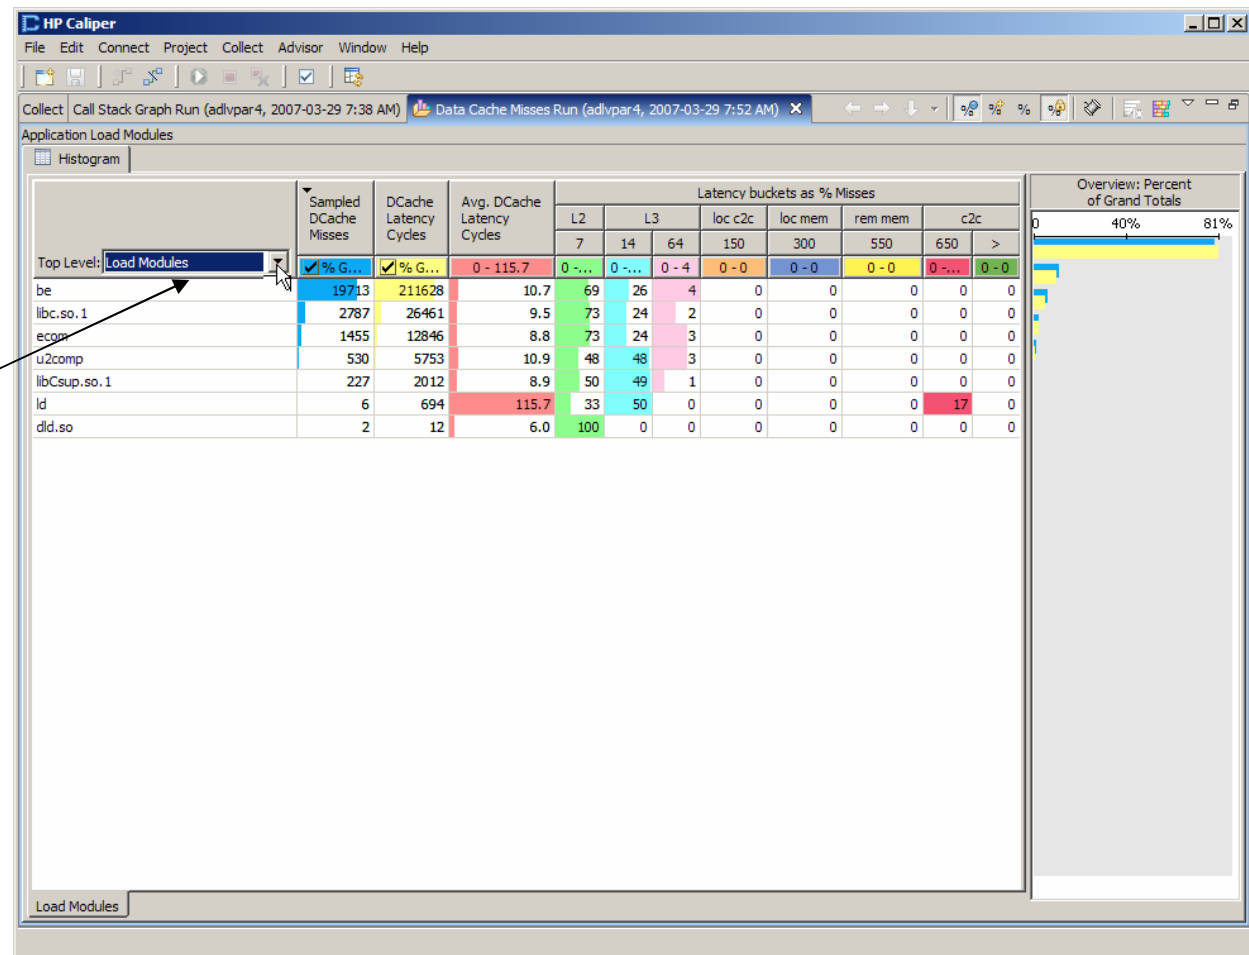 HP Caliper
File Edit Connect Project Collect Advisor Window Help
Collect Call Stack Graph Run (adlvpar4, 2007-03-29 7:38 AM) Data Cache Misses Run (adlvpar4, 2007-03-29 7:52 AM)
Application Load Modules
Histogram
Sampled DCache Misses DCache Latency Cycles Avg. DCache Latency Cycles Latency buckets as % Misses
L2 L3 loc c2c loc mem rem mem c2c
7 14 64 150 300 550 650 >
Top Level: Load Modules % G... % G... 0 - 115.7 0 -... 0 -... 0 - 4 0 - 0 0 - 0 0 - 0 0 -... 0 - 0
be 19713 211628 10.7 69 26 4 0 0 0 0 0
libc.so.1 2787 26461 9.5 73 24 2 0 0 0 0 0
ecom 1455 12846 8.8 73 24 3 0 0 0 0 0
u2comp 530 5753 10.9 48 48 3 0 0 0 0 0
libCsup.so.1 227 2012 8.9 50 49 1 0 0 0 0 0
ld 6 694 115.7 33 50 0 0 0 0 17 0
dld.so 2 12 6.0 100 0 0 0 0 0 0 0
Overview: Percent
of Grand Totals
0 40% 81%
Load Modules